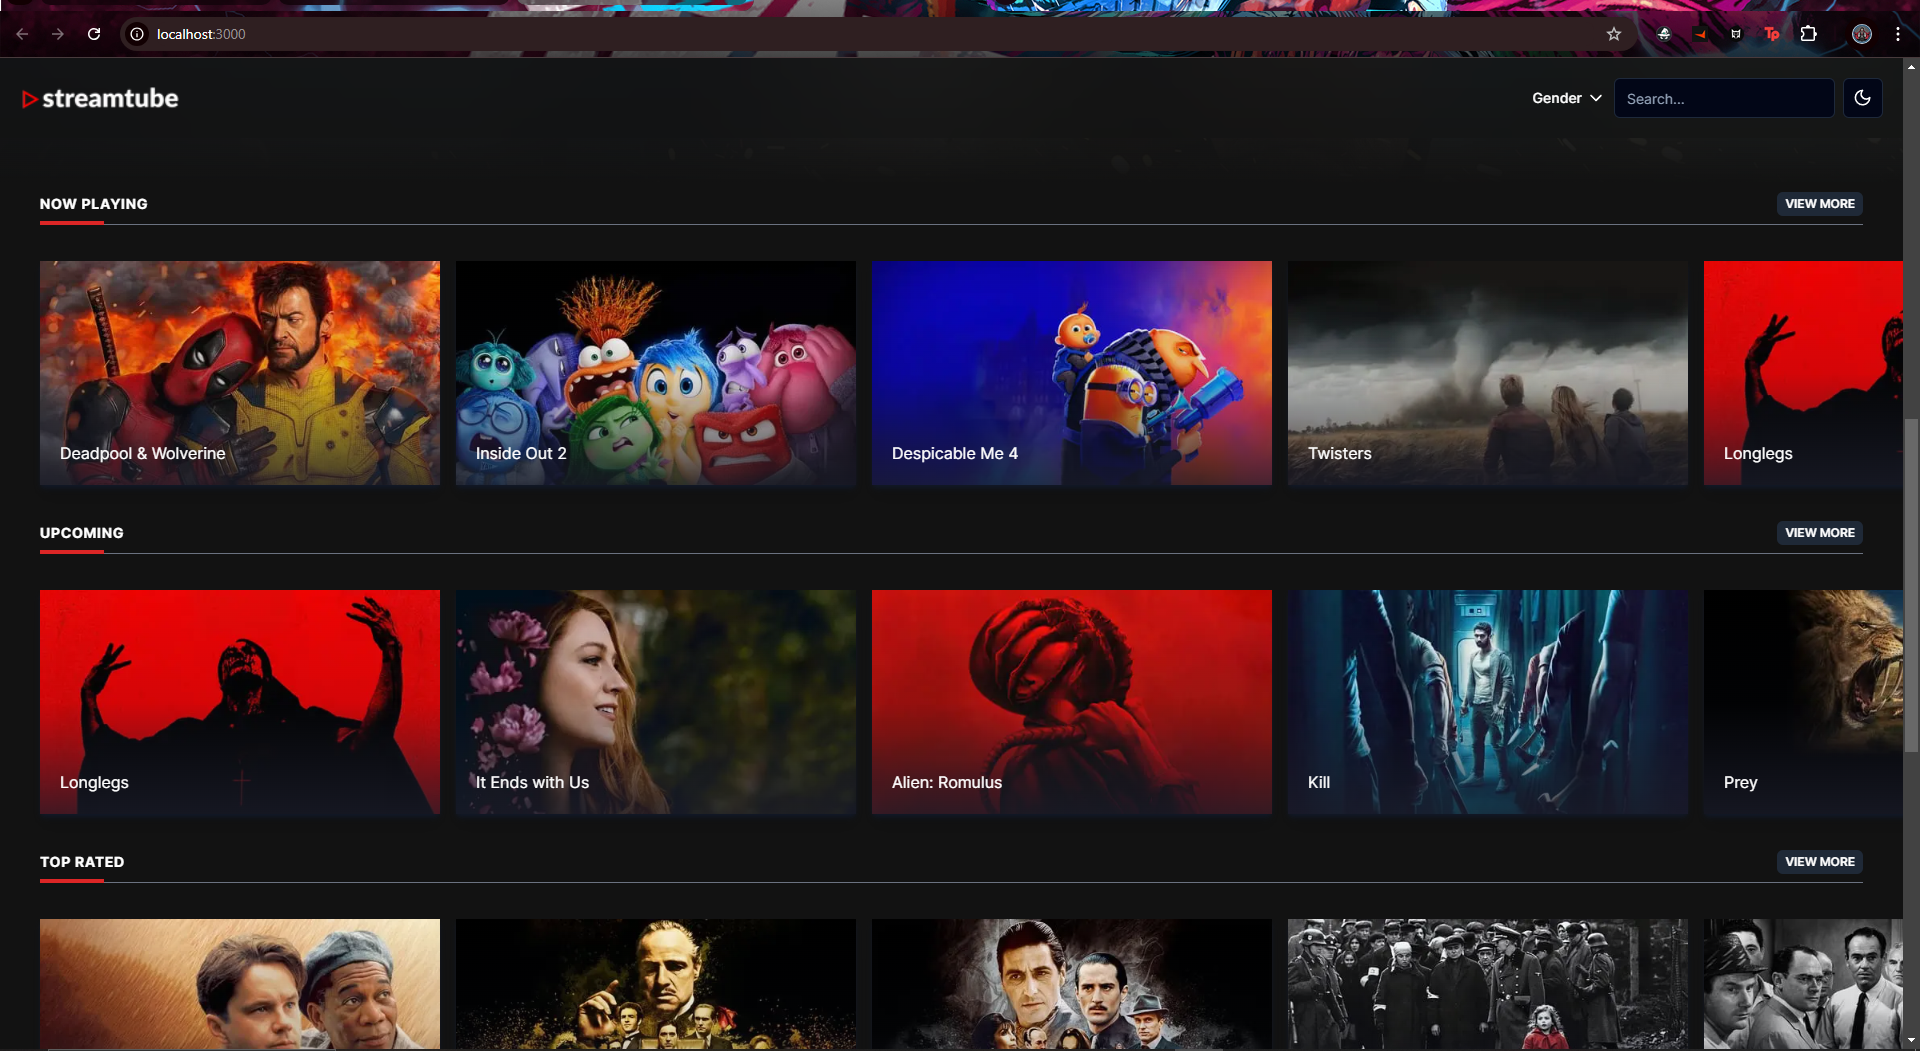 localhost:3000
Tp
streamtube
Gender
Search...
NOW PLAYING
VIEW MORE
Deadpool & Wolverine
Inside Out 2
Despicable Me 4
Twisters
Longlegs
UPCOMING
VIEW MORE
Longlegs
It Ends with Us
Alien: Romulus
Kill
Prey
TOP RATED
VIEW MORE